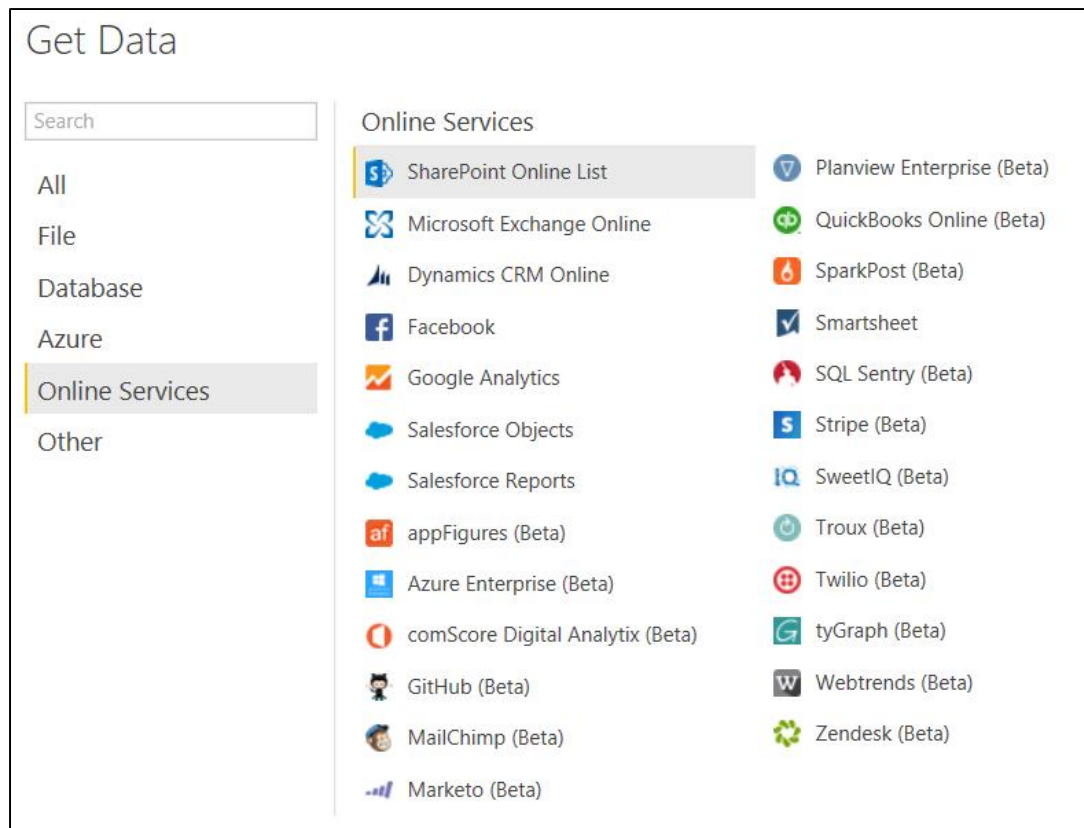 Get Data
Search
All
File
Database
Azure
Online Services
Other
Online Services
SharePoint Online List
Microsoft Exchange Online
Dynamics CRM Online
Facebook
Google Analytics
Salesforce Objects
Salesforce Reports
af appFigures (Beta)
Azure Enterprise (Beta)
comScore Digital Analytix (Beta)
GitHub (Beta)
MailChimp (Beta)
Marketo (Beta)
Planview Enterprise (Beta)
qb QuickBooks Online (Beta)
SparkPost (Beta)
Smartsheet
SQL Sentry (Beta)
S Stripe (Beta)
IQ SweetIQ (Beta)
Troux (Beta)
Twilio (Beta)
tyGraph (Beta)
W Webtrends (Beta)
Zendesk (Beta)